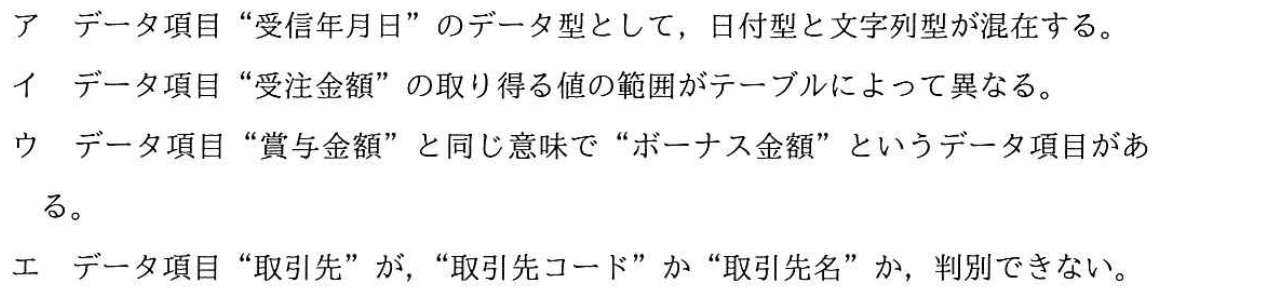 ア　データ項目“受信年月日”のデータ型として，日付型と文字列型が混在する。
イ　データ項目“受注金額”の取り得る値の範囲がテーブルによって異なる。
ウ　データ項目“賞与金額”と同じ意味で“ボーナス金額”というデータ項目があ
る。
エ　データ項目“取引先”が，“取引先コード”か“取引先名”か，判別できない。